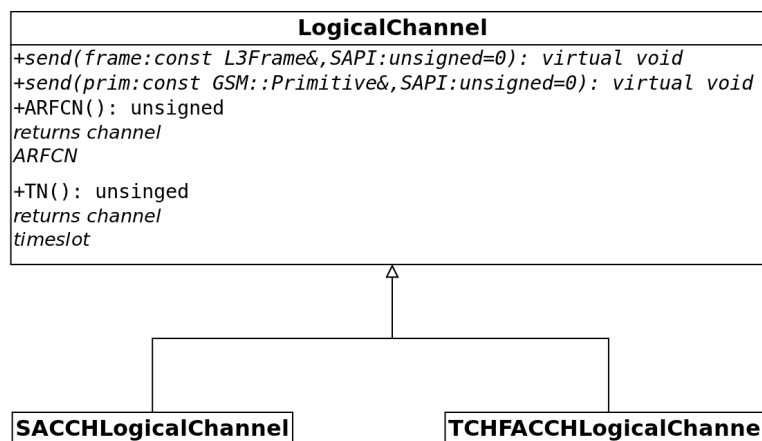 LogicalChannel
+send(frame:const L3Frame&,SAPI:unsigned=0): virtual void
+send(prim:const GSM::Primitive&,SAPI:unsigned=0): virtual void
+ARFCN(): unsigned
returns channel
ARFCN
+TN(): unsinged
returns channel
timeslot
SACCHLogicalChannel
TCHFACCHLogicalChanne